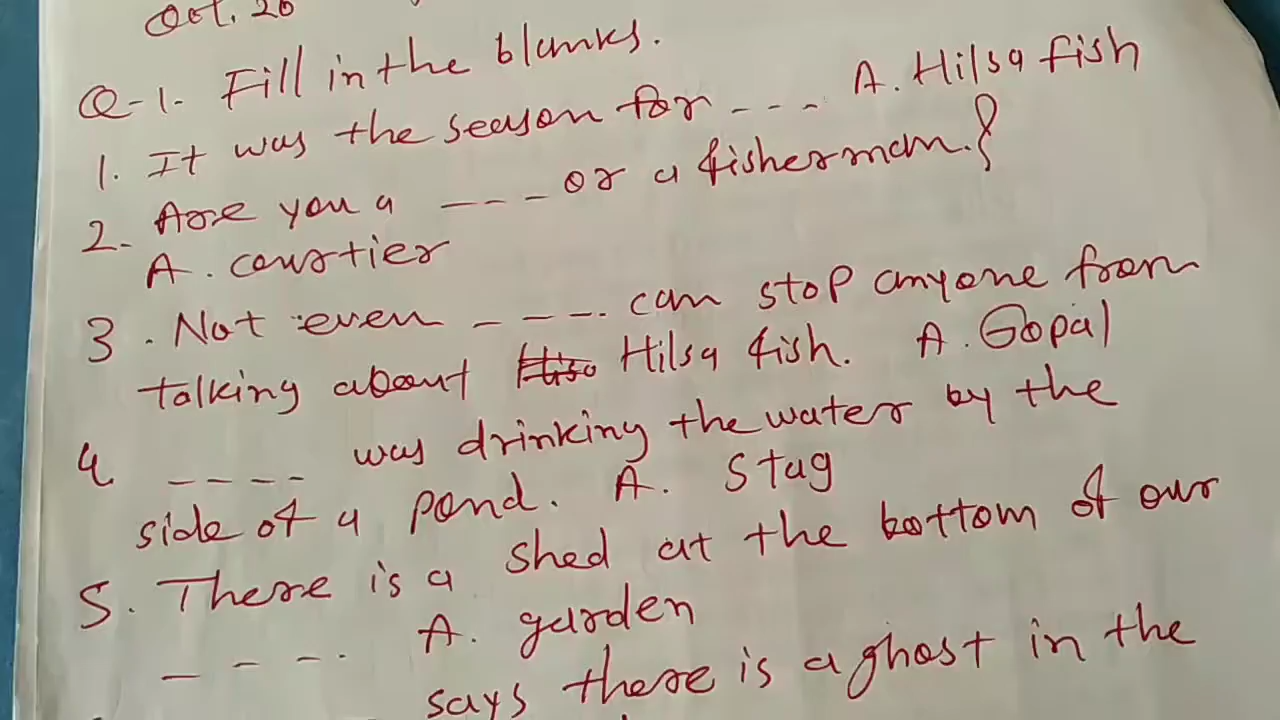 Oct. 20
Q-1. Fill in the blanks.
1. It was the season for --- A. Hilsa fish
2. Are you a --- or a fisherman.?
A. courtier
3. Not even ----. can stop anyone from
talking about Hilsa fish. A. Gopal
4 ---- was drinking the water by the
side of a pond. A. Stag
5. There is a shed at the bottom of our
----. A. garden
says there is a ghost in the